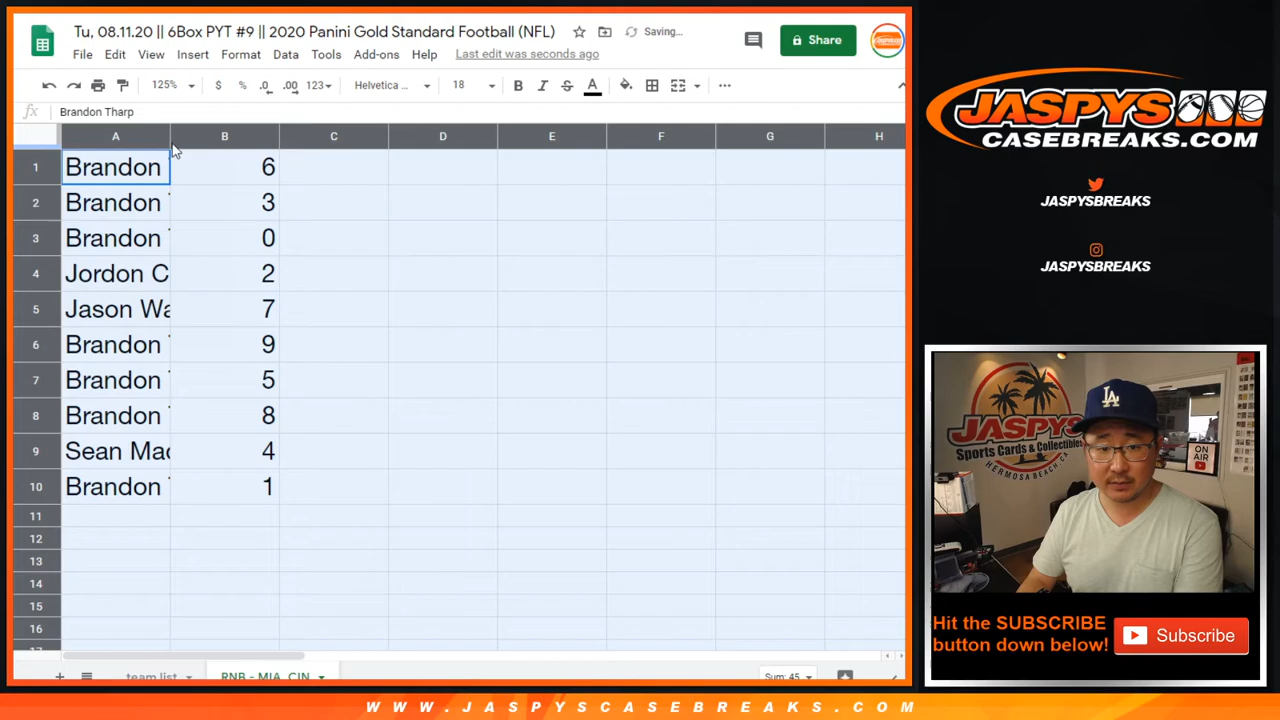 Tu, 08.11.20 || 6Box PYT #9 || 2020 Panini Gold Standard Football (NFL)
Saving...
Share
File Edit View Insert Format Data Tools Add-ons Help Last edit was seconds ago
125% $ % .0 .00 123 Helvetica ... 18 B I S A
fx Brandon Tharp
A B C D E F G H
1 Brandon 6
2 Brandon 3
3 Brandon 0
4 Jordon C 2
5 Jason Wa 7
6 Brandon 9
7 Brandon 5
8 Brandon 8
9 Sean Mac 4
10 Brandon 1
11
12
13
14
15
16
17
+ team list RNB - MIA, CIN Sum: 45
JASPYS
CASEBREAKS.COM
JASPYSBREAKS
JASPYSBREAKS
JASPYS
Sports Cards & Collectibles
HERMOSA BEACH, CA
LA
ON
AIR
Hit the SUBSCRIBE
button down below!
Subscribe
WWW.JASPYSCASEBREAKS.COM